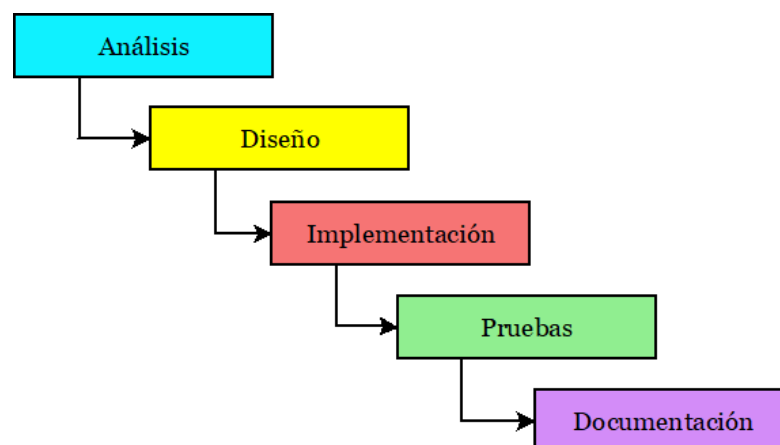 Análisis
Diseño
Implementación
Pruebas
Documentación